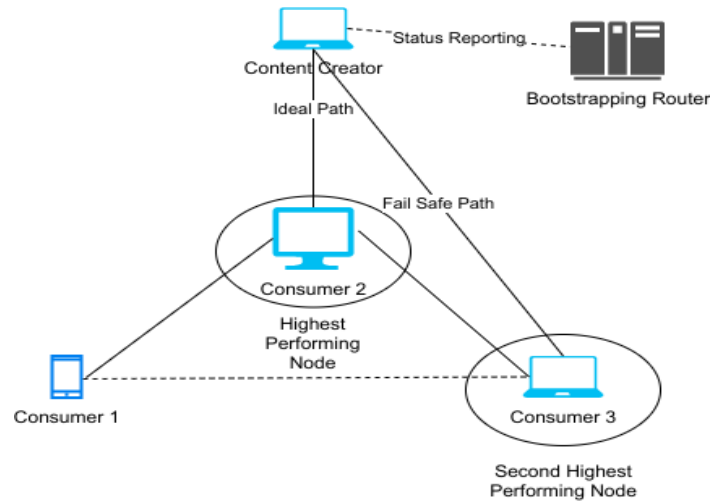 Status Reporting
Content Creator
Bootstrapping Router
Ideal Path
Fail Safe Path
Consumer 2
Highest
Performing
Node
Consumer 1
Consumer 3
Second Highest
Performing Node